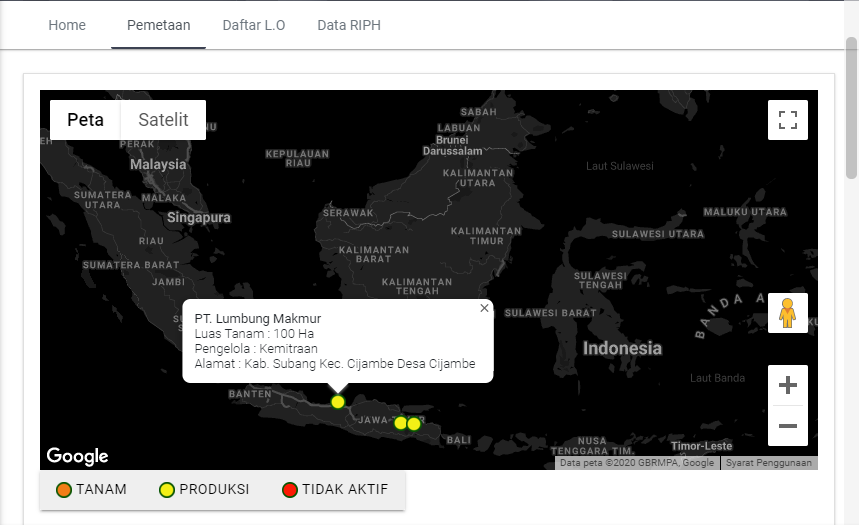 Home Pemetaan Daftar L.O Data RIPH
Peta Satelit
SABAH
LABUAN
Brunei
Darussalam
PERAK
Malaysia
KEPULAUAN
RIAU
Laut Sulawesi
KALIMANTAN
UTARA
SUMATERA
UTARA
MALAKA
Singapura
SERAWAK
MALUKU UTARA
RIAU
KALIMANTAN
TIMUR
SULAWESI UTARA
KALIMANTAN
BARAT
SUMATERA BARAT
JAMBI
KALIMANTAN
TENGAH
SULAWESI
TENGAH
BANDA
SULAWESI BARAT
PT. Lumbung Makmur
Luas Tanam : 100 Ha
Pengelola : Kemitraan
Alamat : Kab. Subang Kec. Cijambe Desa Cijambe
Indonesia
Laut Banda
BANTEN
JAWA
BALI
NUSA
TENGGARA TIM.
Timor-Leste
Google
Data peta ©2020 GBRMPA, Google Syarat Penggunaan
TANAM PRODUKSI TIDAK AKTIF